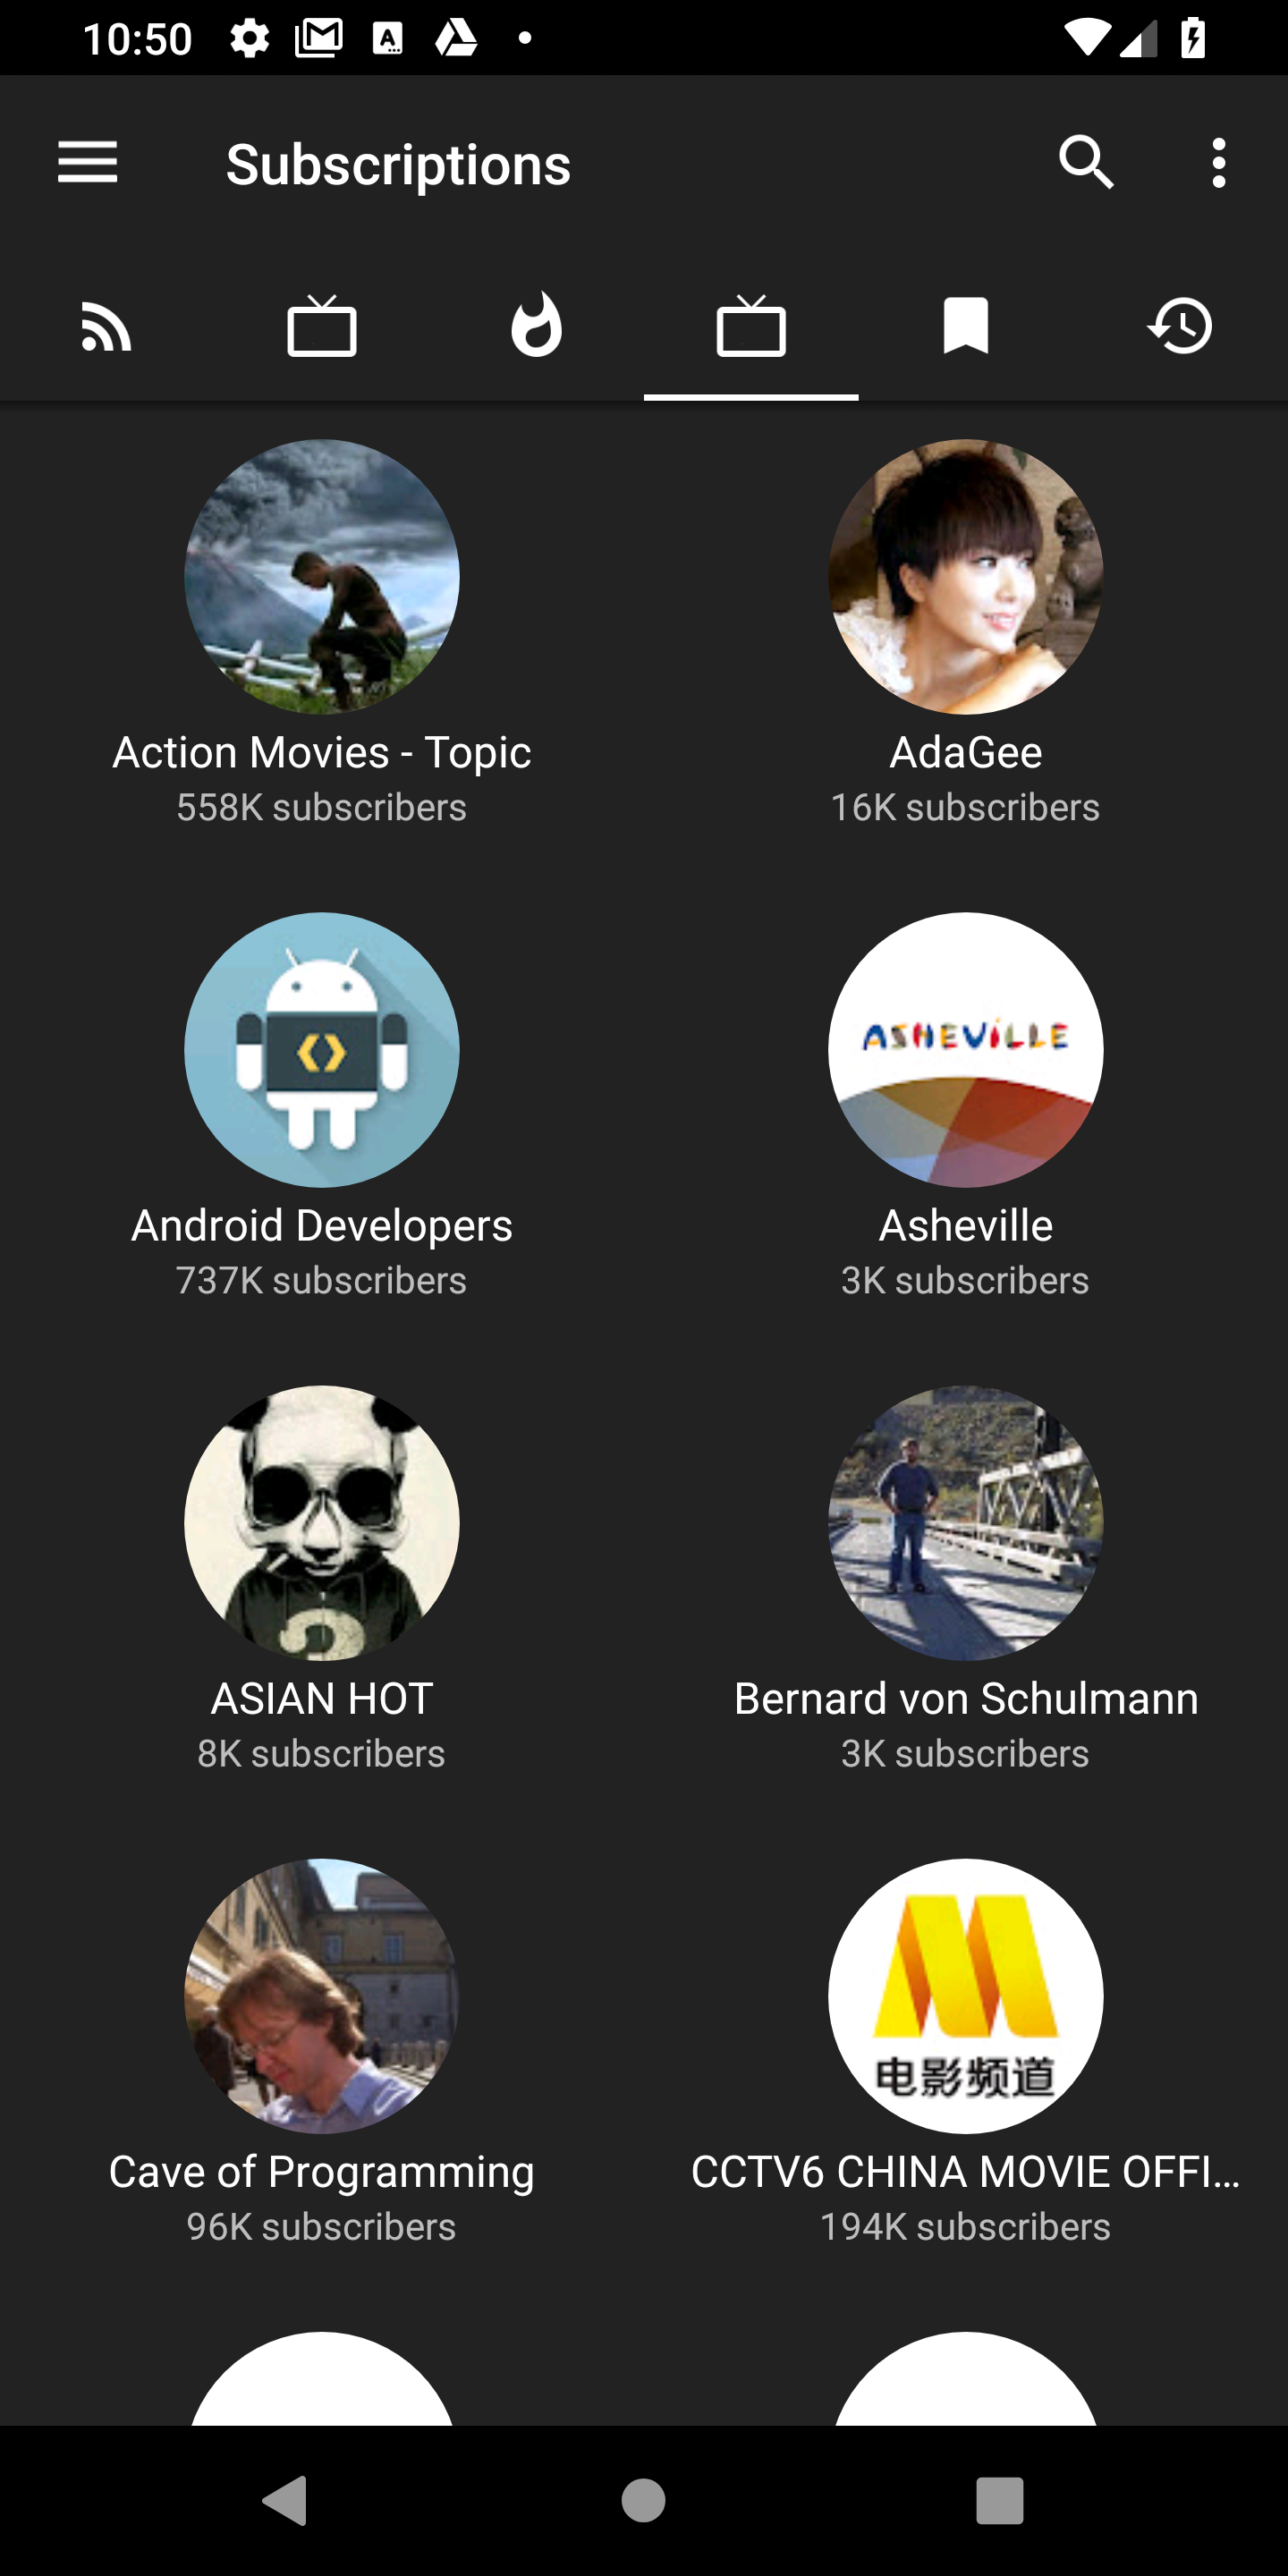 10:50
Subscriptions
Action Movies - Topic
558K subscribers
AdaGee
16K subscribers
ASHEVILLE
Android Developers
737K subscribers
Asheville
3K subscribers
?
ASIAN HOT
8K subscribers
Bernard von Schulmann
3K subscribers
电影频道
Cave of Programming
96K subscribers
CCTV6 CHINA MOVIE OFFI...
194K subscribers